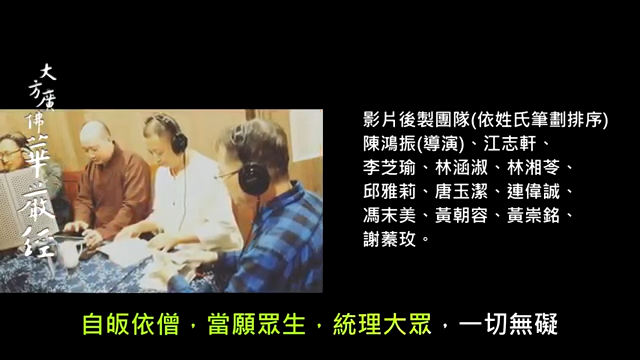 大方廣佛華嚴經
影片後製團隊(依姓氏筆劃排序)
陳鴻振(導演)、江志軒、
李芝瑜、林涵淑、林湘苓、
邱雅莉、唐玉潔、連偉誠、
馮末美、黃朝容、黃崇銘、
謝蓁玫。
自皈依僧，當願眾生，統理大眾，一切無礙